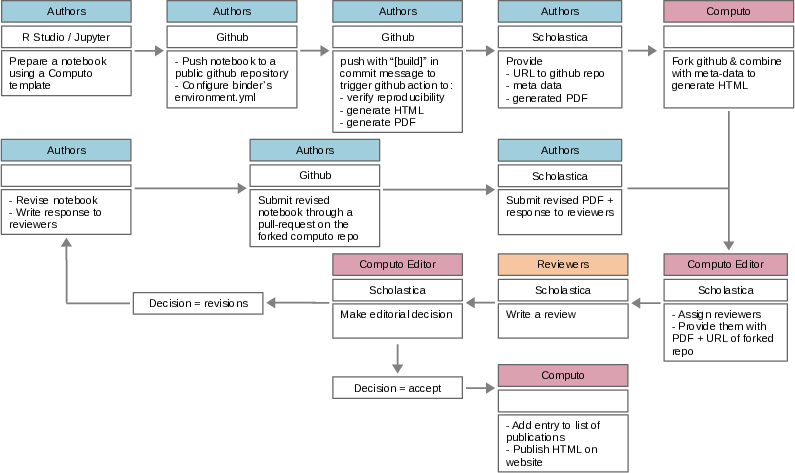 Authors
R Studio / Jupyter
Prepare a notebook
using a Computo
template
Authors
Github
- Push notebook to a
public github repository
- Configure binder's
environment.yml
Authors
Github
push with "[build]" in
commit message to
trigger github action to:
- verify reproducibility
- generate HTML
- generate PDF
Authors
Scholastica
Provide
- URL to github repo
- meta data
- generated PDF
Computo
Fork github & combine
with meta-data to
generate HTML
Authors
- Revise notebook
- Write response to
reviewers
Authors
Github
Submit revised
notebook through a
pull-request on the
forked computo repo
Authors
Scholastica
Submit revised PDF +
response to reviewers
Computo Editor
Scholastica
- Assign reviewers
- Provide them with
PDF + URL of forked
repo
Reviewers
Scholastica
Write a review
Computo Editor
Scholastica
Make editorial decision
Decision = revisions
Decision = accept
Computo
- Add entry to list of
publications
- Publish HTML on
website